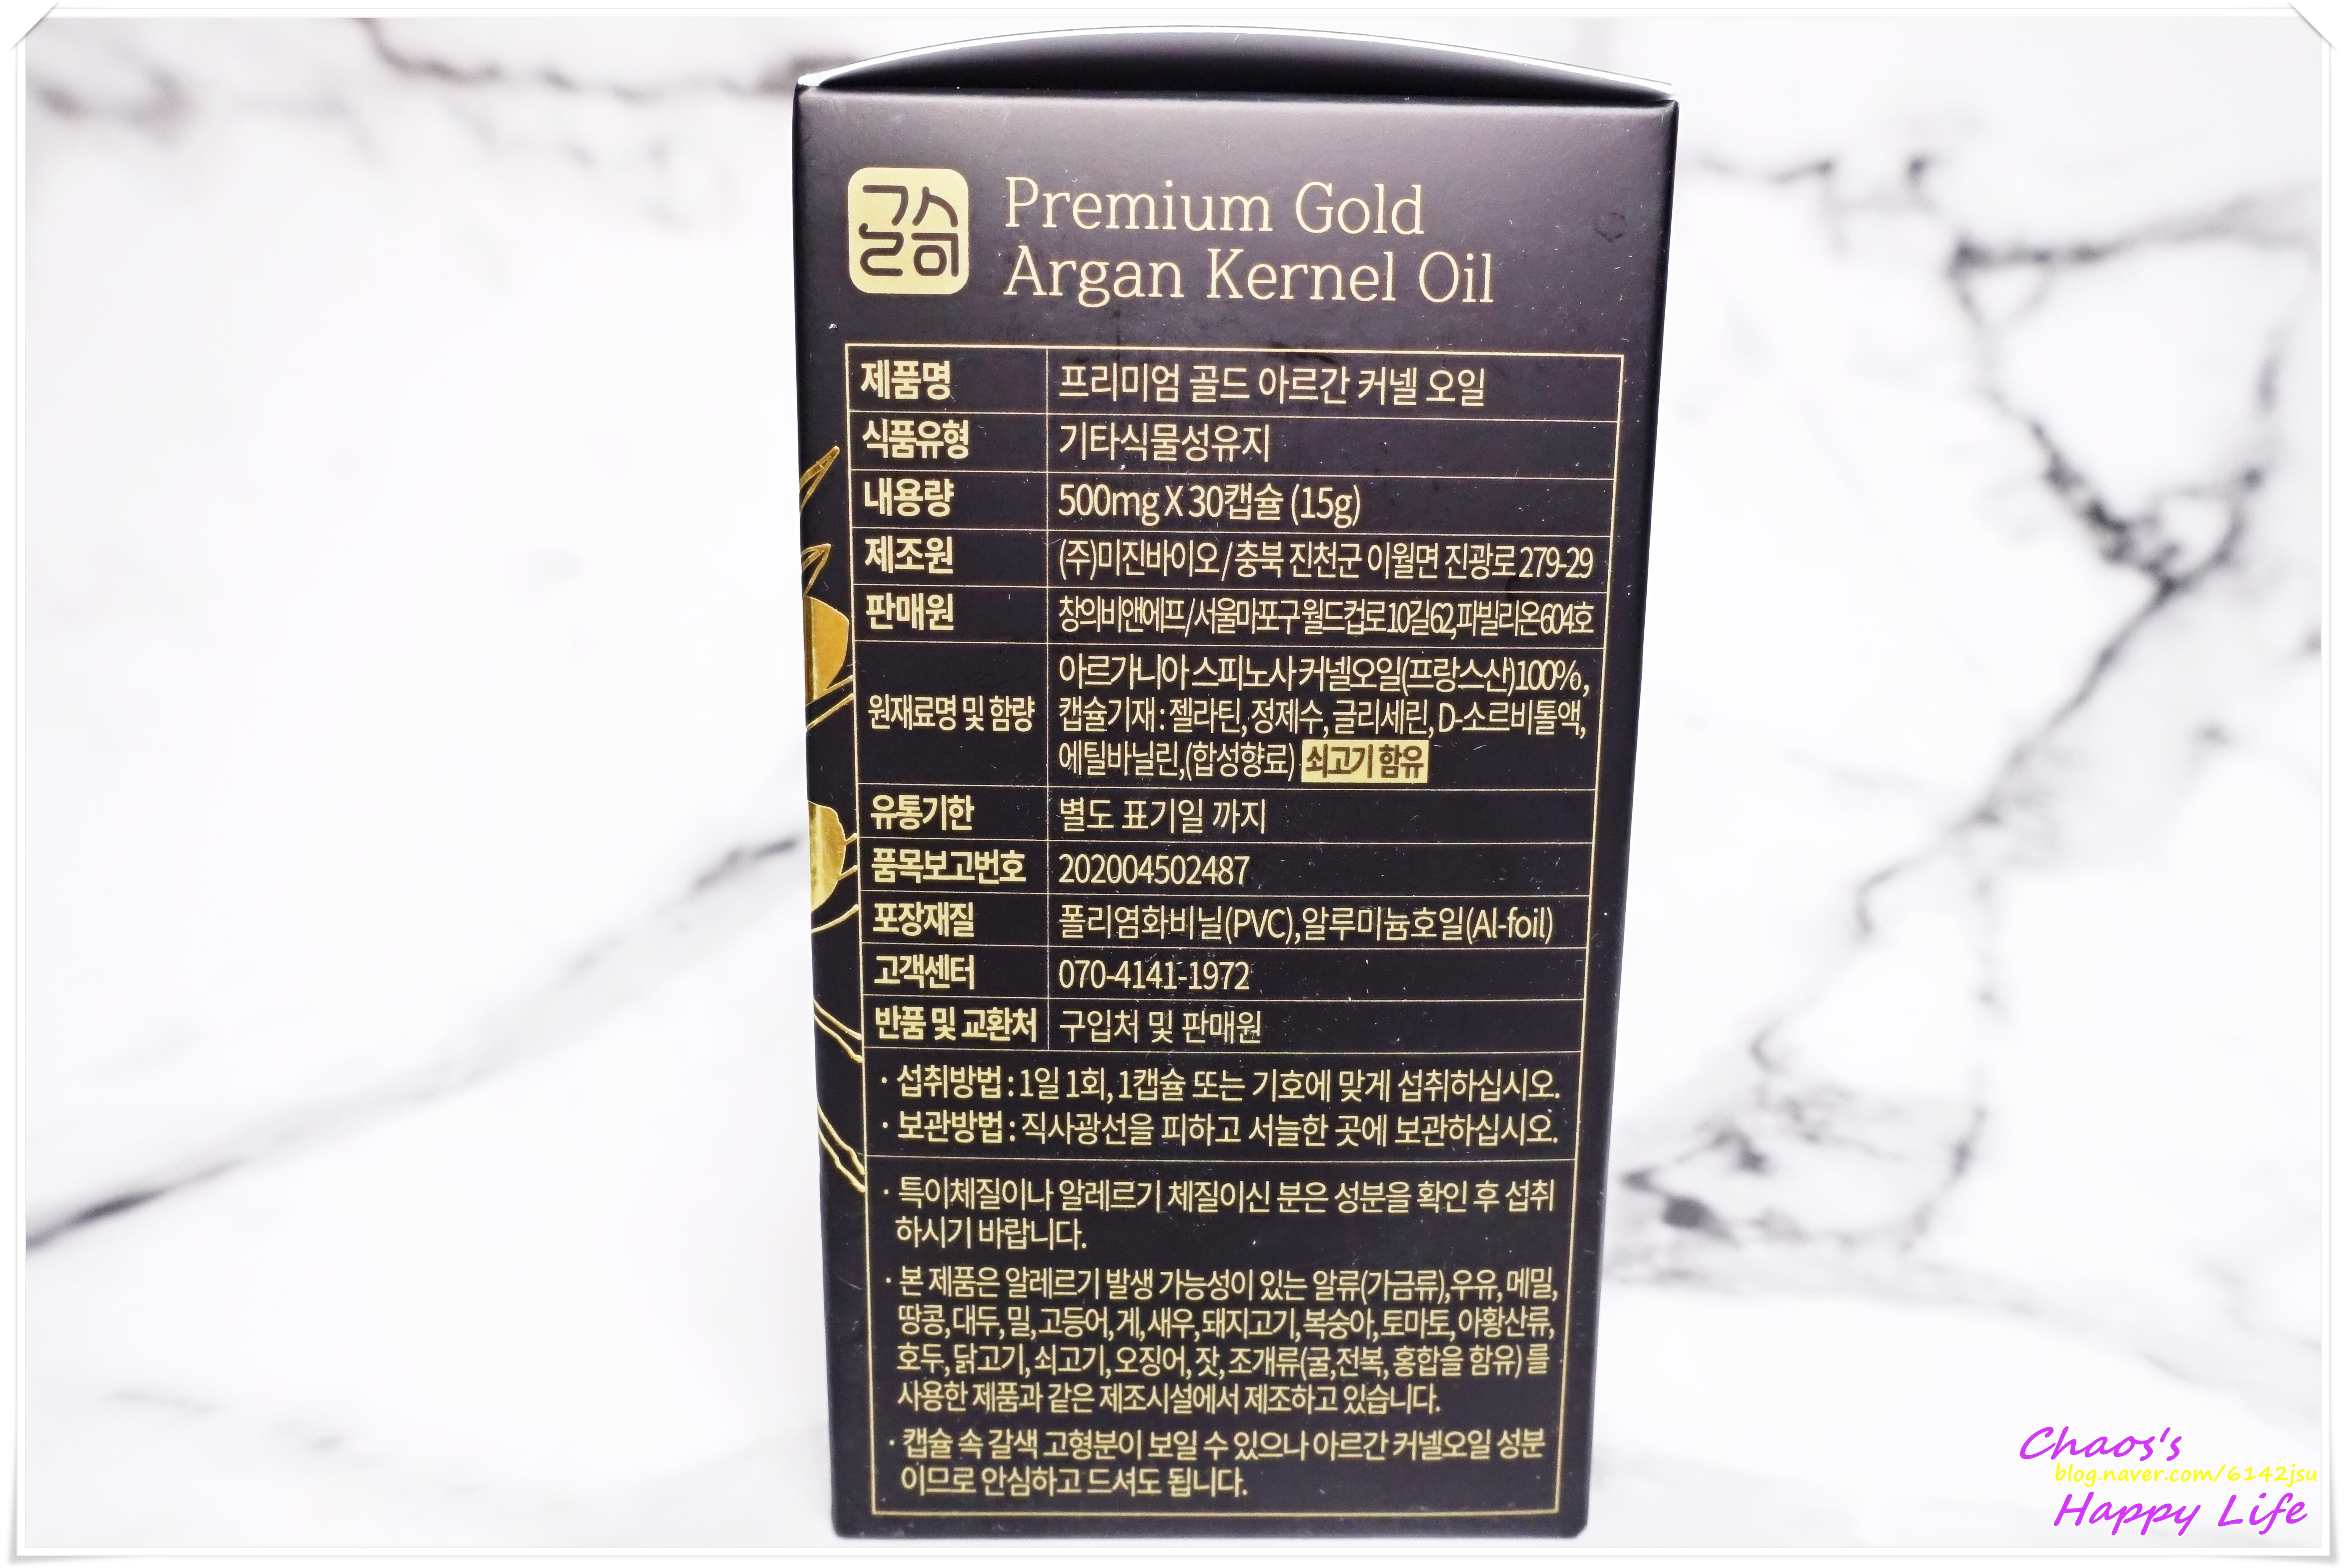 Premium Gold
Argan Kernel Oil
제품명 프리미엄 골드 아르간 커넬 오일
식품유형 기타식물성유지
내용량 500mg X 30캡슐 (15g)
제조원 (주)미진바이오 / 충북 진천군 이월면 진광로 279-29
판매원 창의비앤에프 / 서울 마포구 월드컵로10길 62, 파빌리온 604호
원재료명 및 함량 아르가니아 스피노사 커넬오일(프랑스산)100%,
캡슐기재 : 젤라틴, 정제수, 글리세린, D-소르비톨액,
에틸바닐린,(합성향료) 쇠고기 함유
유통기한 별도 표기일 까지
품목보고번호 202004502487
포장재질 폴리염화비닐(PVC),알루미늄호일(Al-foil)
고객센터 070-4141-1972
반품 및 교환처 구입처 및 판매원
· 섭취방법 : 1일 1회, 1캡슐 또는 기호에 맞게 섭취하십시오.
· 보관방법 : 직사광선을 피하고 서늘한 곳에 보관하십시오.
· 특이체질이나 알레르기 체질이신 분은 성분을 확인 후 섭취
하시기 바랍니다.
· 본 제품은 알레르기 발생 가능성이 있는 알류(가금류),우유, 메밀,
땅콩, 대두, 밀, 고등어, 게, 새우, 돼지고기, 복숭아, 토마토, 아황산류,
호두, 닭고기, 쇠고기, 오징어, 잣, 조개류(굴,전복, 홍합을 함유) 를
사용한 제품과 같은 제조시설에서 제조하고 있습니다.
· 캡슐 속 갈색 고형분이 보일 수 있으나 아르간 커넬오일 성분
이므로 안심하고 드셔도 됩니다.
Chaos's
blog.naver.com/6142jsu
Happy Life